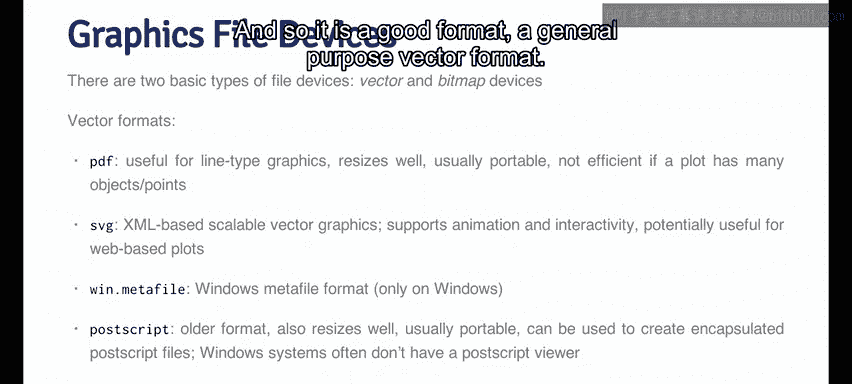 Graphics File Devices
And so it is a good format, a general
purpose vector format.
There are two basic types of file devices: vector and bitmap devices
Vector formats:
· pdf: useful for line-type graphics, resizes well, usually portable, not efficient if a plot has many
objects/points
· svg: XML-based scalable vector graphics; supports animation and interactivity, potentially useful for
web-based plots
· win.metafile: Windows metafile format (only on Windows)
· postscript: older format, also resizes well, usually portable, can be used to create encapsulated
postscript files; Windows systems often don't have a postscript viewer